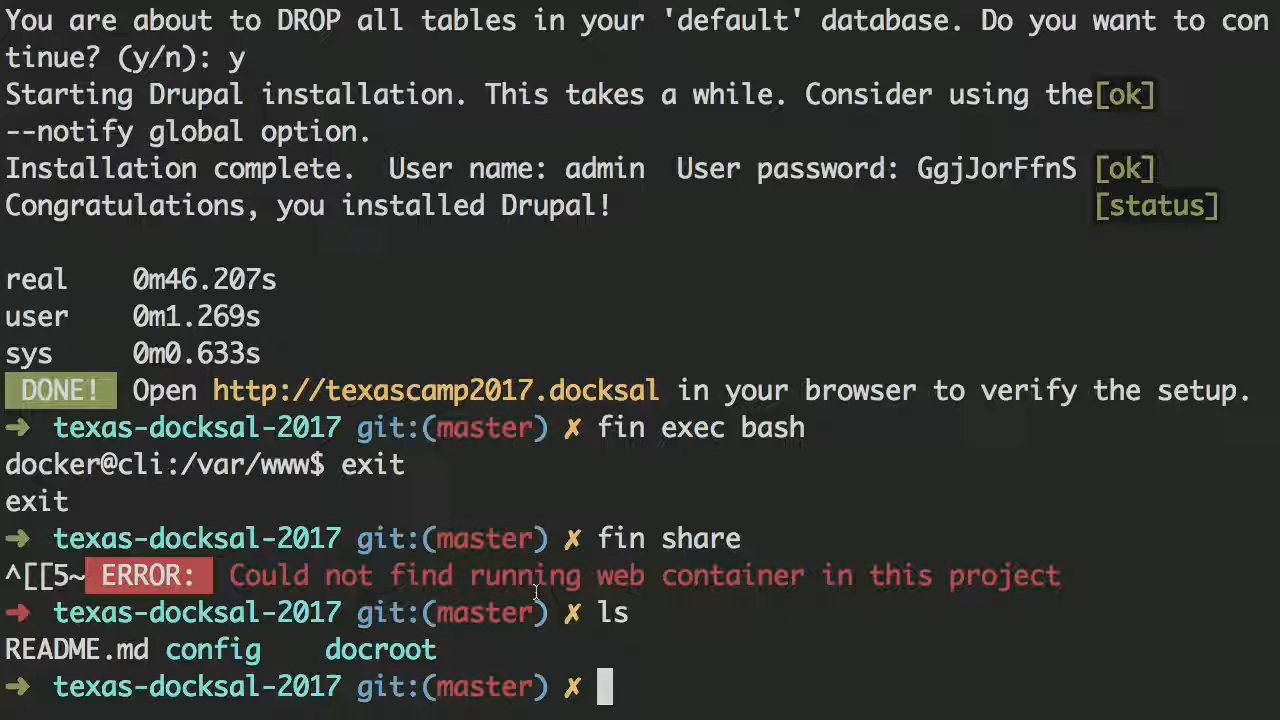 You are about to DROP all tables in your 'default' database. Do you want to con
tinue? (y/n): y
Starting Drupal installation. This takes a while. Consider using the[ok]
--notify global option.
Installation complete.  User name: admin  User password: GgjJorFfnS [ok]
Congratulations, you installed Drupal! [status]
real 0m46.207s
user 0m1.269s
sys 0m0.633s
DONE! Open http://texascamp2017.docksal in your browser to verify the setup.
➜ texas-docksal-2017 git:(master) ✗ fin exec bash
docker@cli:/var/www$ exit
exit
➜ texas-docksal-2017 git:(master) ✗ fin share
^[[5~ ERROR: Could not find running web container in this project
➜ texas-docksal-2017 git:(master) ✗ ls
README.md config docroot
➜ texas-docksal-2017 git:(master) ✗